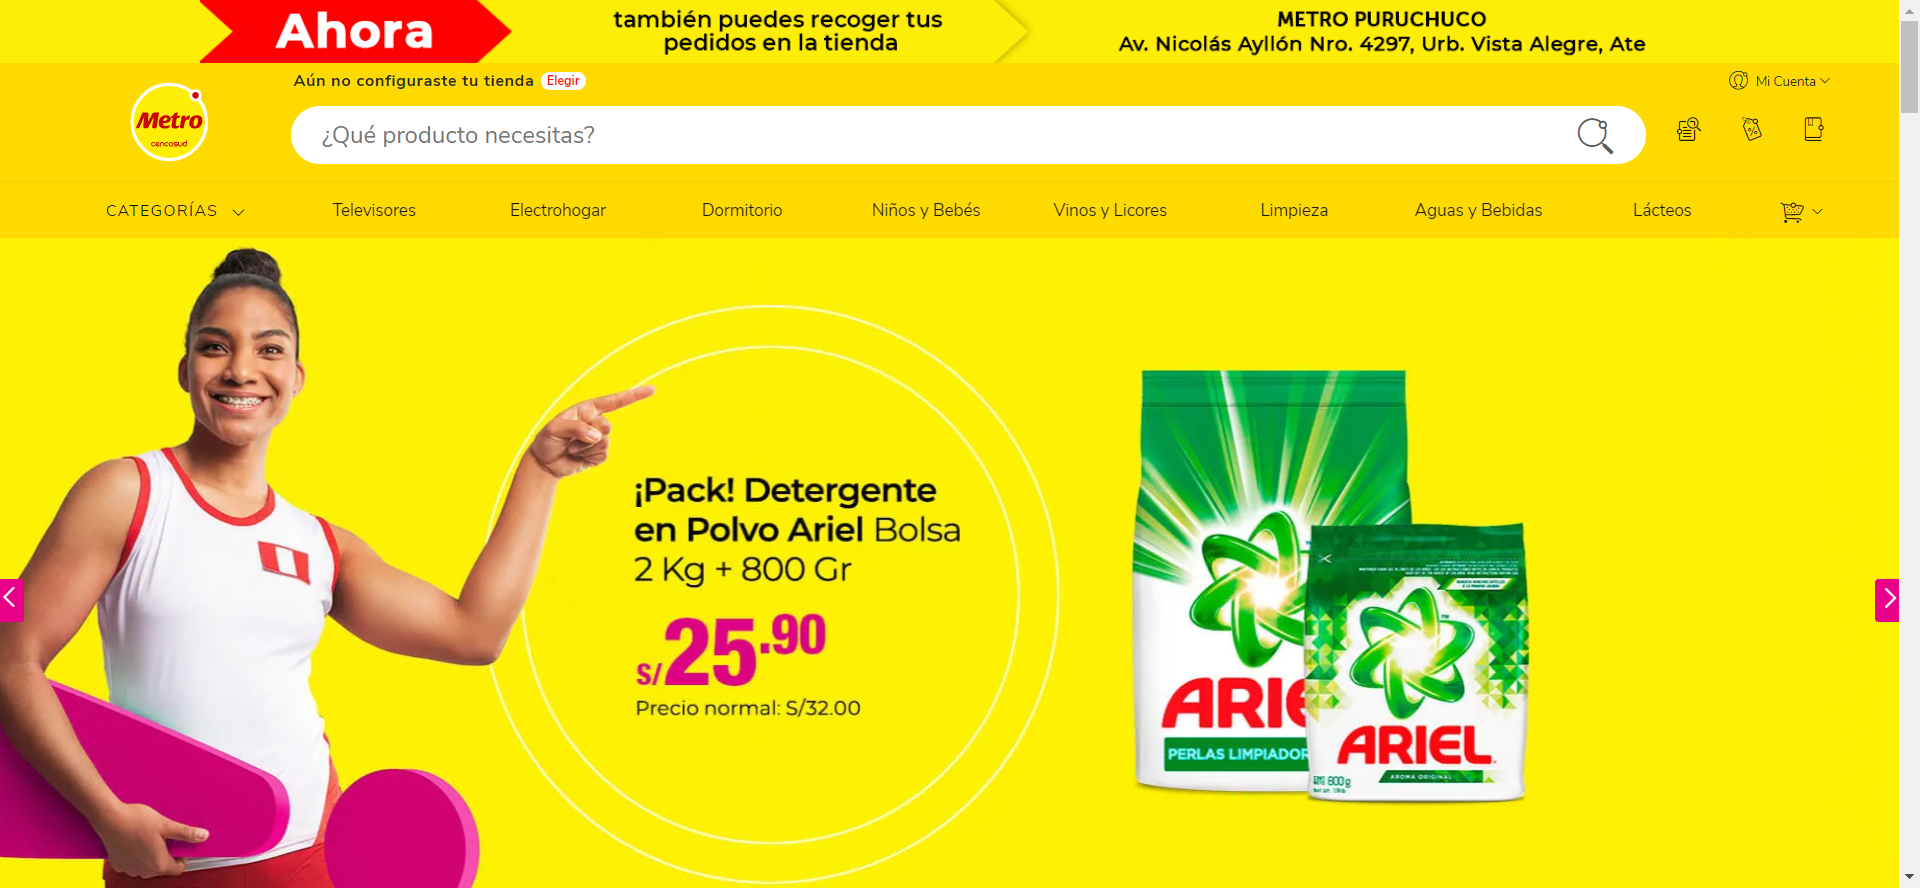 Ahora
también puedes recoger tus
pedidos en la tienda
METRO PURUCHUCO
Av. Nicolás Ayllón Nro. 4297, Urb. Vista Alegre, Ate
Aún no configuraste tu tienda Elegir
Mi Cuenta
Metro
cencosud
¿Qué producto necesitas?
CATEGORÍAS
Televisores
Electrohogar
Dormitorio
Niños y Bebés
Vinos y Licores
Limpieza
Aguas y Bebidas
Lácteos
¡Pack! Detergente
en Polvo Ariel Bolsa
2 Kg + 800 Gr
S/25.90
Precio normal: S/32.00
ARIE
PERLAS LIMPIADOR
ARIEL
AROMA ORIGINAL
800g